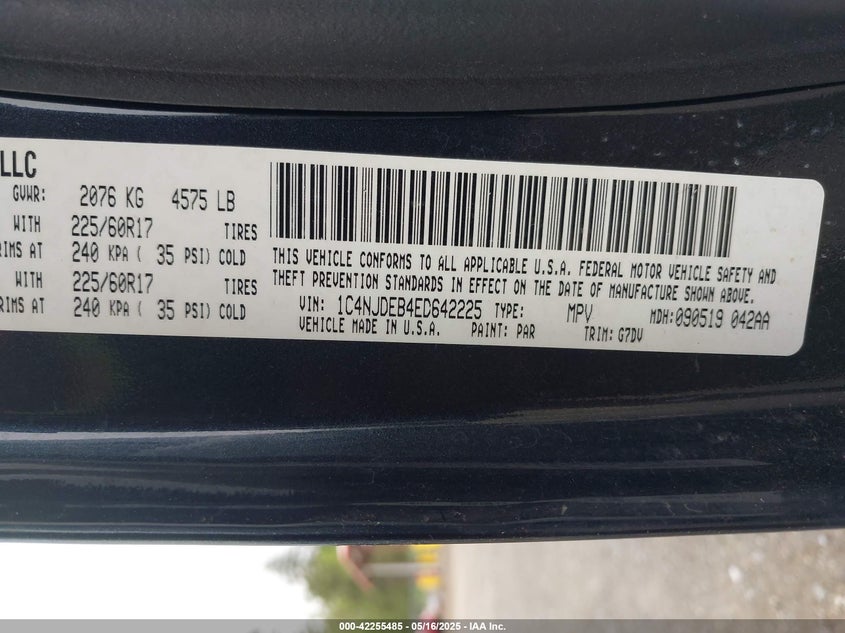 LLC
GVWR: 2076 KG 4575 LB
WITH 225/60R17 TIRES
RIMS AT 240 KPA ( 35 PSI) COLD
WITH 225/60R17 TIRES
RIMS AT 240 KPA ( 35 PSI) COLD
THIS VEHICLE CONFORMS TO ALL APPLICABLE U.S.A. FEDERAL MOTOR VEHICLE SAFETY AND
THEFT PREVENTION STANDARDS IN EFFECT ON THE DATE OF MANUFACTURE SHOWN ABOVE.
VIN: 1C4NJDEB4ED642225 TYPE: MPV MDH:090519 042AA
VEHICLE MADE IN U.S.A. PAINT: PAR TRIM: G7DV
000-42255485 - 05/16/2025 - IAA Inc.